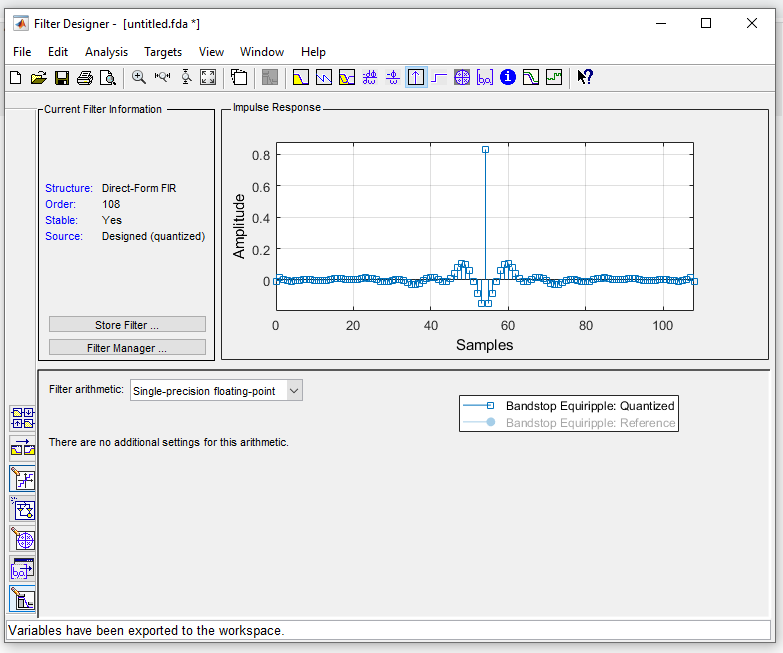 Filter Designer - [untitled.fda *]
File Edit Analysis Targets View Window Help
Current Filter Information
Structure: Direct-Form FIR
Order: 108
Stable: Yes
Source: Designed (quantized)
Store Filter ...
Filter Manager ...
Impulse Response
Amplitude
0.8
0.6
0.4
0.2
0
0 20 40 60 80 100
Samples
Filter arithmetic: Single-precision floating-point
There are no additional settings for this arithmetic.
Bandstop Equiripple: Quantized
Bandstop Equiripple: Reference
Variables have been exported to the workspace.